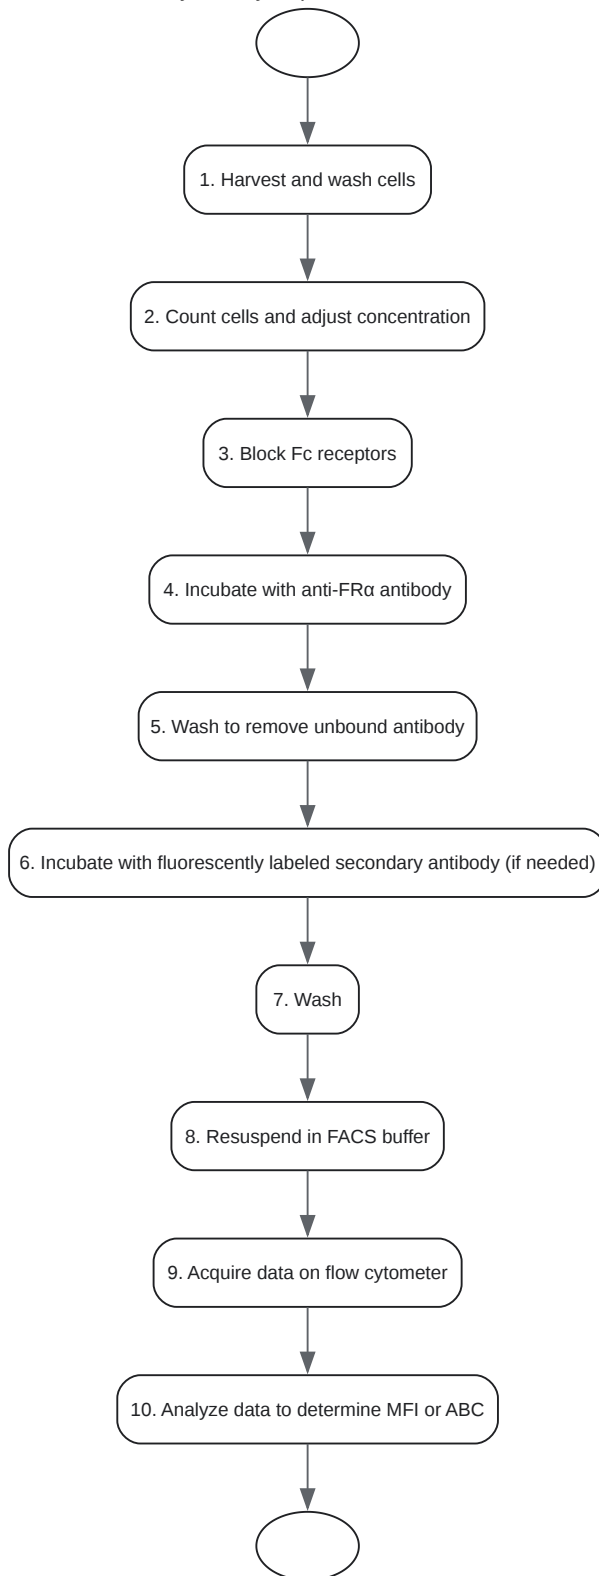 1. Harvest and wash cells
2. Count cells and adjust concentration
3. Block Fc receptors
4. Incubate with anti-FRα antibody
5. Wash to remove unbound antibody
6. Incubate with fluorescently labeled secondary antibody (if needed)
7. Wash
8. Resuspend in FACS buffer
9. Acquire data on flow cytometer
10. Analyze data to determine MFI or ABC